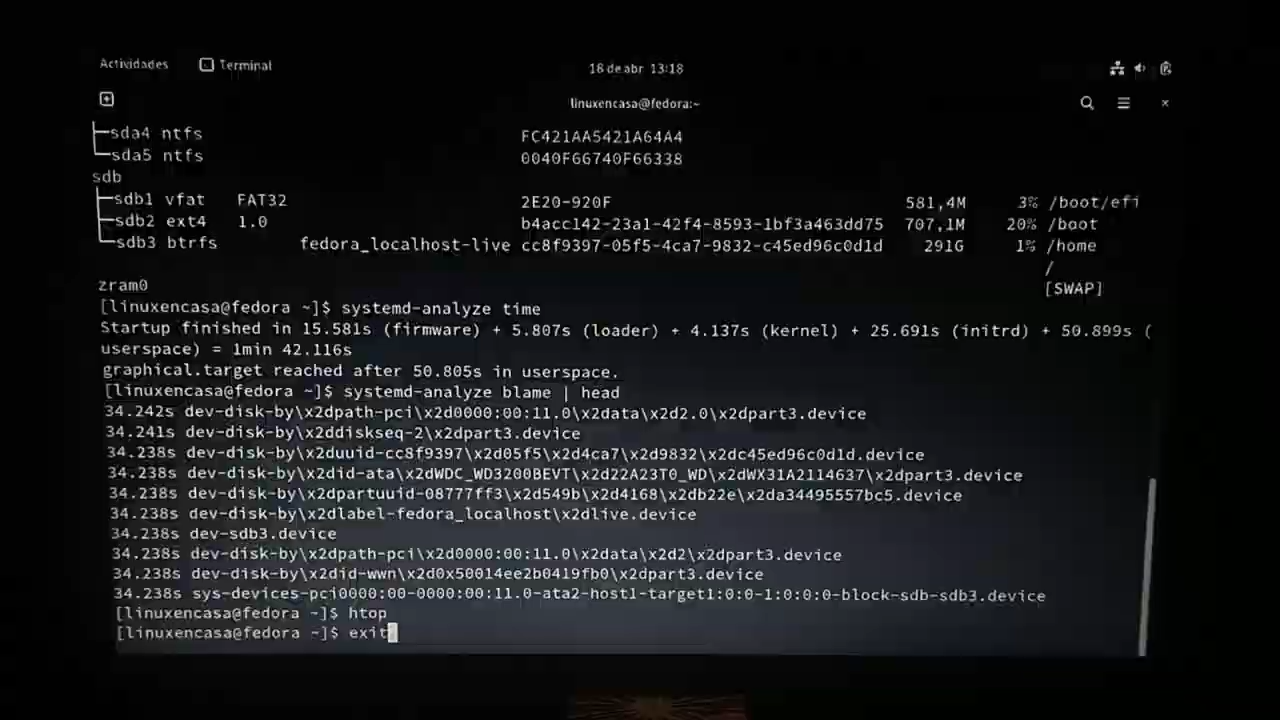 Actividades Terminal 18 de abr 13:18
linuxencasa@fedora:~
├─sda4 ntfs FC421AA5421A64A4
└─sda5 ntfs 0040F66740F66338
sdb
├─sdb1 vfat FAT32 2E20-920F 581,4M 3% /boot/efi
├─sdb2 ext4 1.0 b4acc142-23a1-42f4-8593-1bf3a463dd75 707,1M 20% /boot
└─sdb3 btrfs fedora_localhost-live cc8f9397-05f5-4ca7-9832-c45ed96c0d1d 291G 1% /home
/
zram0 [SWAP]
[linuxencasa@fedora ~]$ systemd-analyze time
Startup finished in 15.581s (firmware) + 5.807s (loader) + 4.137s (kernel) + 25.691s (initrd) + 50.899s (
userspace) = 1min 42.116s
graphical.target reached after 50.805s in userspace.
[linuxencasa@fedora ~]$ systemd-analyze blame | head
34.242s dev-disk-by\x2dpath-pci\x2d0000:00:11.0\x2data\x2d2.0\x2dpart3.device
34.241s dev-disk-by\x2ddiskseq-2\x2dpart3.device
34.238s dev-disk-by\x2duuid-cc8f9397\x2d05f5\x2d4ca7\x2d9832\x2dc45ed96c0d1d.device
34.238s dev-disk-by\x2did-ata\x2dWDC_WD3200BEVT\x2d22A23T0_WD\x2dWX31A2114637\x2dpart3.device
34.238s dev-disk-by\x2dpartuuid-08777ff3\x2d549b\x2d4168\x2db22e\x2da34495557bc5.device
34.238s dev-disk-by\x2dlabel-fedora_localhost\x2dlive.device
34.238s dev-sdb3.device
34.238s dev-disk-by\x2dpath-pci\x2d0000:00:11.0\x2data\x2d2\x2dpart3.device
34.238s dev-disk-by\x2did-wwn\x2d0x50014ee2b0419fb0\x2dpart3.device
34.238s sys-devices-pci0000:00-0000:00:11.0-ata2-host1-target1:0:0-1:0:0:0-block-sdb-sdb3.device
[linuxencasa@fedora ~]$ htop
[linuxencasa@fedora ~]$ exit